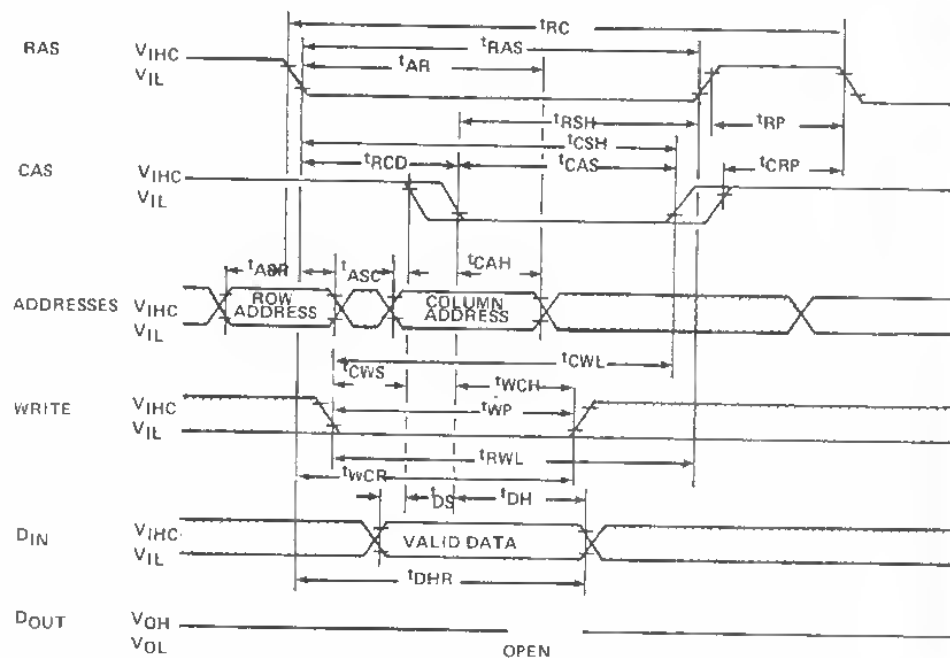 tRC
RAS
VIHC
VIL
tRAS
tAR
tRSH
tRP
tCSH
tRCD
tCAS
tCRP
CAS
VIHC
VIL
tASR
tASC
tCAH
ADDRESSES
VIHC
VIL
ROW ADDRESS
COLUMN ADDRESS
tCWL
tCWS
tWCH
WRITE
VIHC
VIL
tWP
tRWL
tWCR
tDS
tDH
DIN
VIHC
VIL
VALID DATA
tDHR
DOUT
VOH
VOL
OPEN